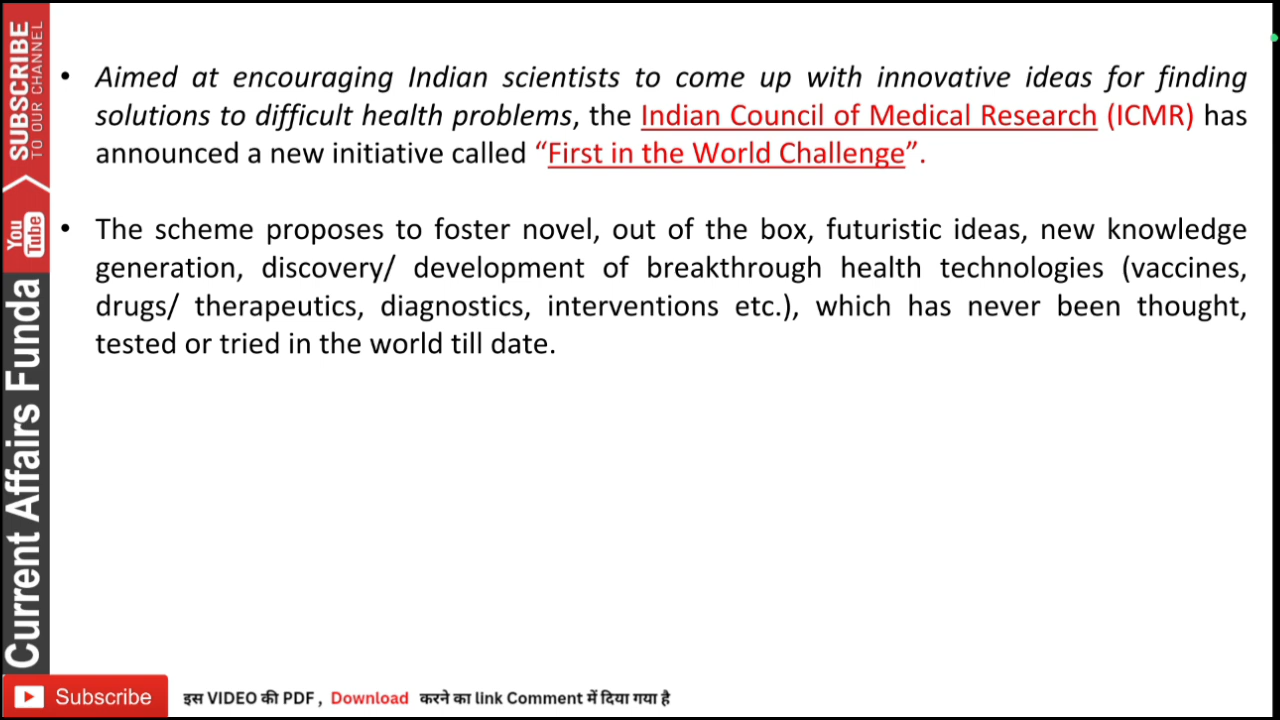 • Aimed at encouraging Indian scientists to come up with innovative ideas for finding
solutions to difficult health problems, the Indian Council of Medical Research (ICMR) has
announced a new initiative called “First in the World Challenge”.
• The scheme proposes to foster novel, out of the box, futuristic ideas, new knowledge
generation, discovery/ development of breakthrough health technologies (vaccines,
drugs/ therapeutics, diagnostics, interventions etc.), which has never been thought,
tested or tried in the world till date.
SUBSCRIBE
TO OUR CHANNEL
You Tube
Current Affairs Funda
Subscribe
इस VIDEO की PDF , Download करने का link Comment में दिया गया है